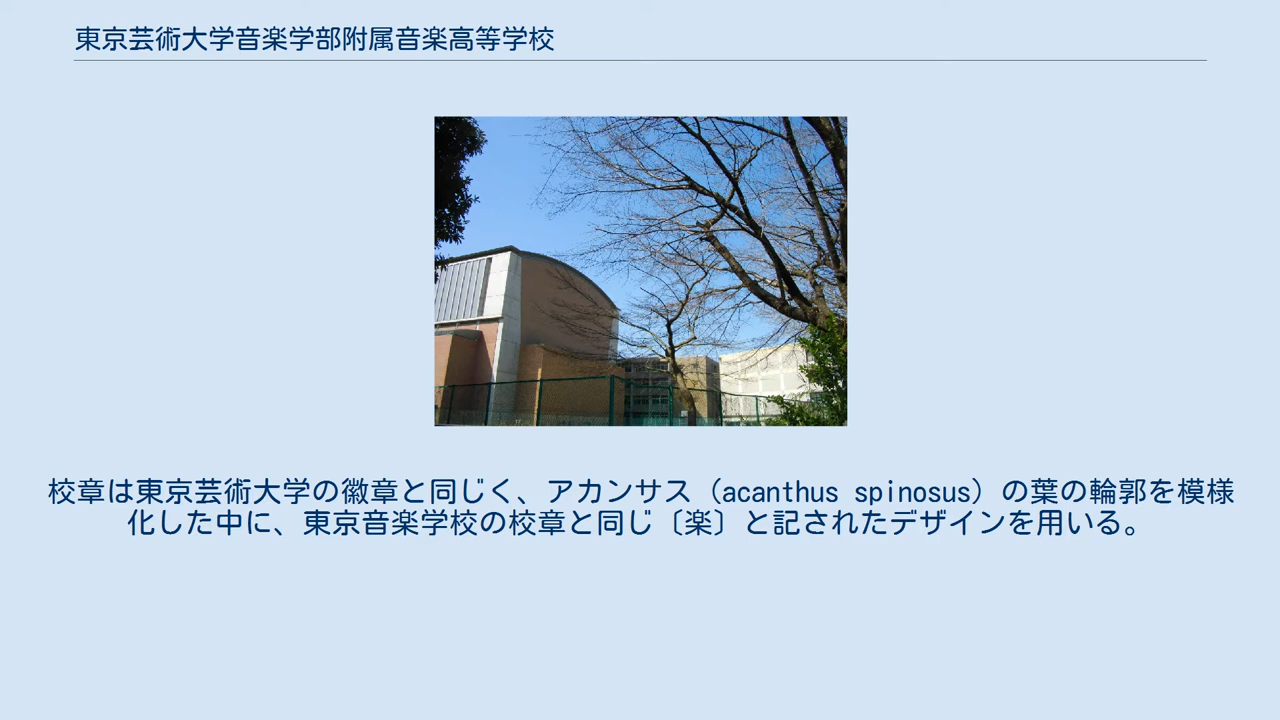 東京芸術大学音楽学部附属音楽高等学校
校章は東京芸術大学の徽章と同じく、アカンサス（acanthus spinosus）の葉の輪郭を模様
化した中に、東京音楽学校の校章と同じ〔楽〕と記されたデザインを用いる。